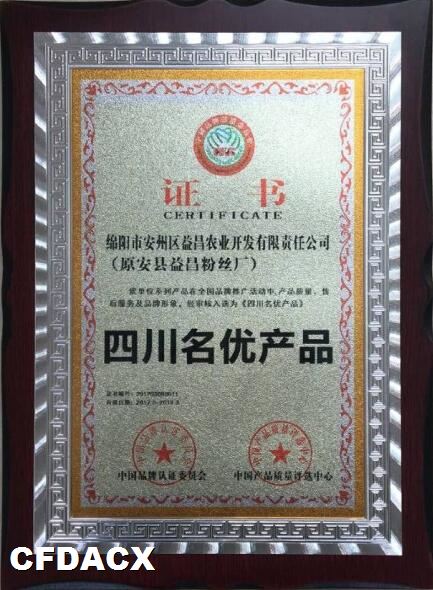 证 书
CERTIFICATE
绵阳市安州区益昌农业开发有限责任公司
（原安县益昌粉丝厂）
贵单位系列产品在全国品牌推广活动中，产品质量、售
后服务及品牌形象，经审核入选为《四川名优产品》
四川名优产品
中国品牌认证委员会
中国产品质量评选中心
CFDACX